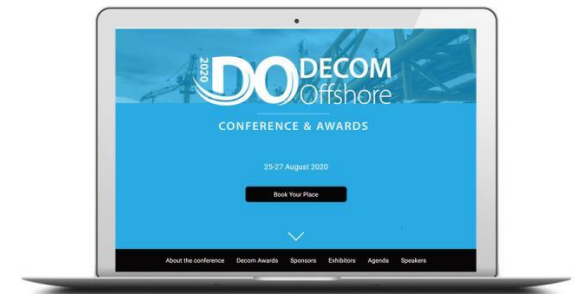 2020
DO DECOM
Offshore
CONFERENCE & AWARDS
25-27 August 2020
Book Your Place
About the conference Decom Awards Sponsors Exhibitors Agenda Speakers